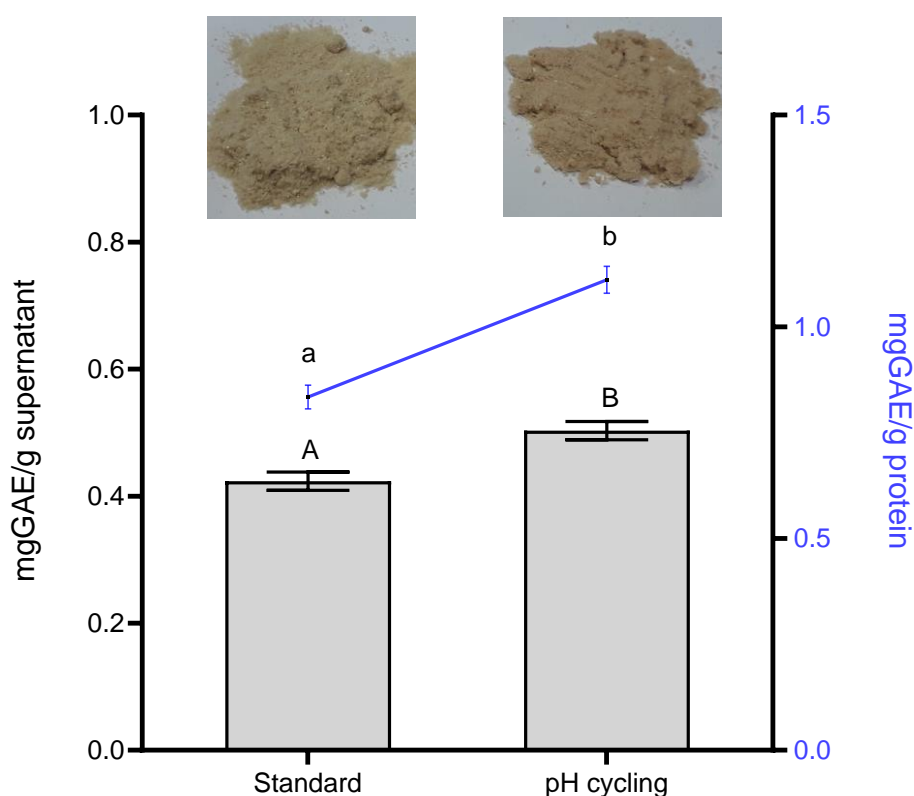 1.0
0.8
0.6
0.4
0.2
0.0
mgGAE/g supernatant
1.5
1.0
0.5
0.0
mgGAE/g protein
a
b
A
B
Standard
pH cycling